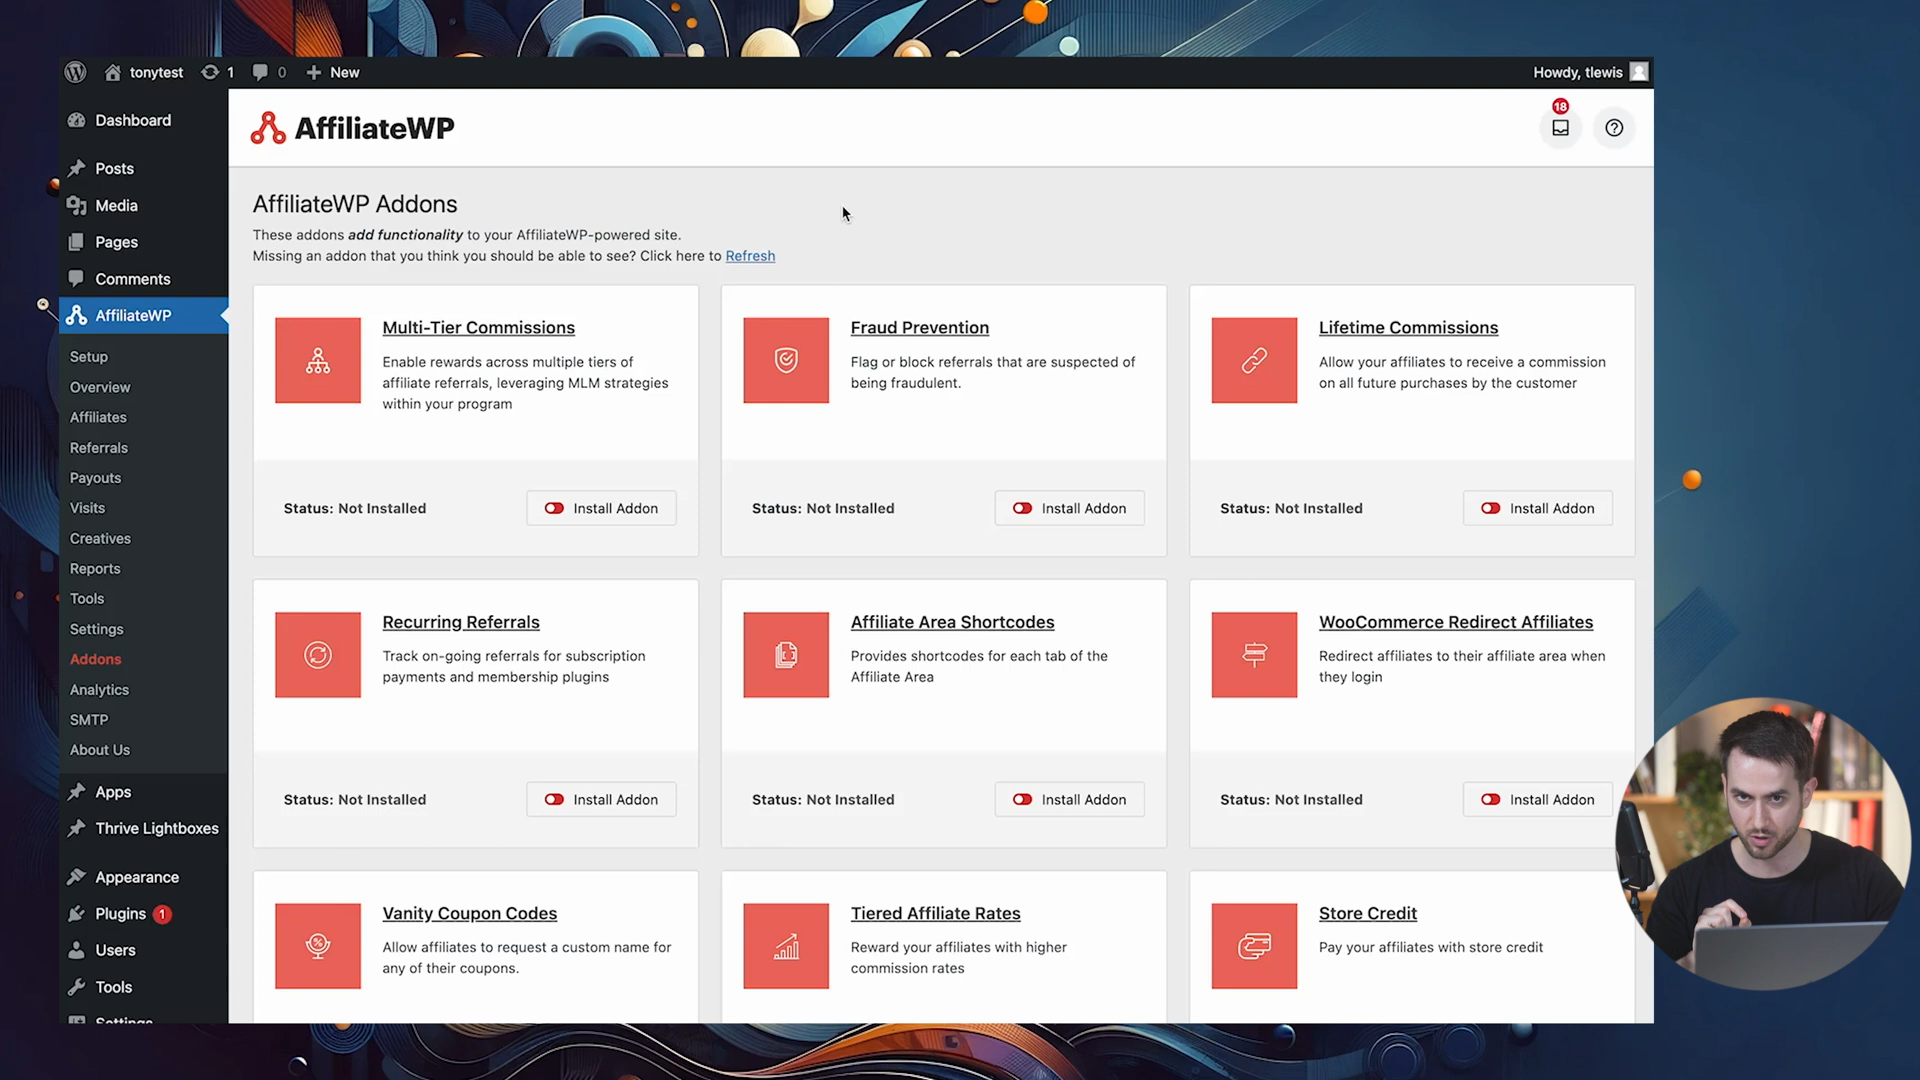 tonytest
1
0
New
Howdy, tlewis
Dashboard
Posts
Media
Pages
Comments
AffiliateWP
Setup
Overview
Affiliates
Referrals
Payouts
Visits
Creatives
Reports
Tools
Settings
Addons
Analytics
SMTP
About Us
Apps
Thrive Lightboxes
Appearance
Plugins 1
Users
Tools
Settings
AffiliateWP
18
AffiliateWP Addons
These addons add functionality to your AffiliateWP-powered site.
Missing an addon that you think you should be able to see? Click here to Refresh
Multi-Tier Commissions
Enable rewards across multiple tiers of
affiliate referrals, leveraging MLM strategies
within your program
Status: Not Installed
Install Addon
Fraud Prevention
Flag or block referrals that are suspected of
being fraudulent.
Status: Not Installed
Install Addon
Lifetime Commissions
Allow your affiliates to receive a commission
on all future purchases by the customer
Status: Not Installed
Install Addon
Recurring Referrals
Track on-going referrals for subscription
payments and membership plugins
Status: Not Installed
Install Addon
Affiliate Area Shortcodes
Provides shortcodes for each tab of the
Affiliate Area
Status: Not Installed
Install Addon
WooCommerce Redirect Affiliates
Redirect affiliates to their affiliate area when
they login
Status: Not Installed
Install Addon
Vanity Coupon Codes
Allow affiliates to request a custom name for
any of their coupons.
Tiered Affiliate Rates
Reward your affiliates with higher
commission rates
Store Credit
Pay your affiliates with store credit